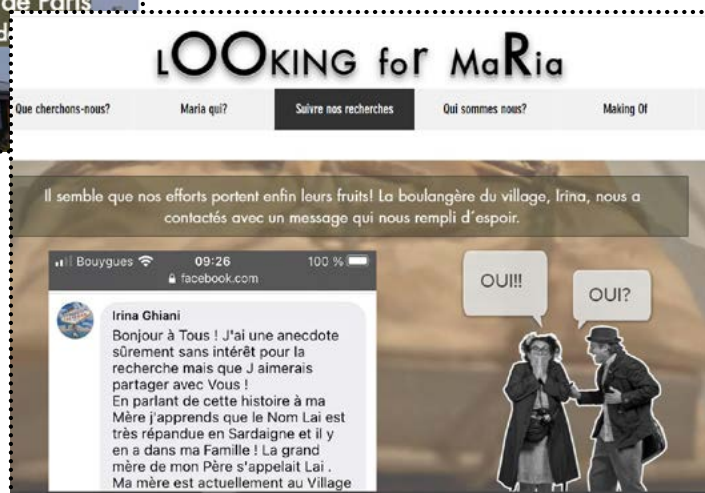 de Paris
LOOKING for MaRia
Que cherchons-nous?
Maria qui?
Suivre nos recherches
Qui sommes nous?
Making Of
Il semble que nos efforts portent enfin leurs fruits! La boulangère du village, Irina, nous a
contactés avec un message qui nous rempli d´espoir.
Bouygues
09:26
100 %
facebook.com
Irina Ghiani
Bonjour à Tous ! J'ai une anecdote
sûrement sans intérêt pour la
recherche mais que J aimerais
partager avec Vous !
En parlant de cette histoire à ma
Mère j'apprends que le Nom Lai est
très répandue en Sardaigne et il y
en a dans ma Famille ! La grand
mère de mon Père s'appelait Lai .
Ma mère est actuellement au Village
OUI!!
OUI?